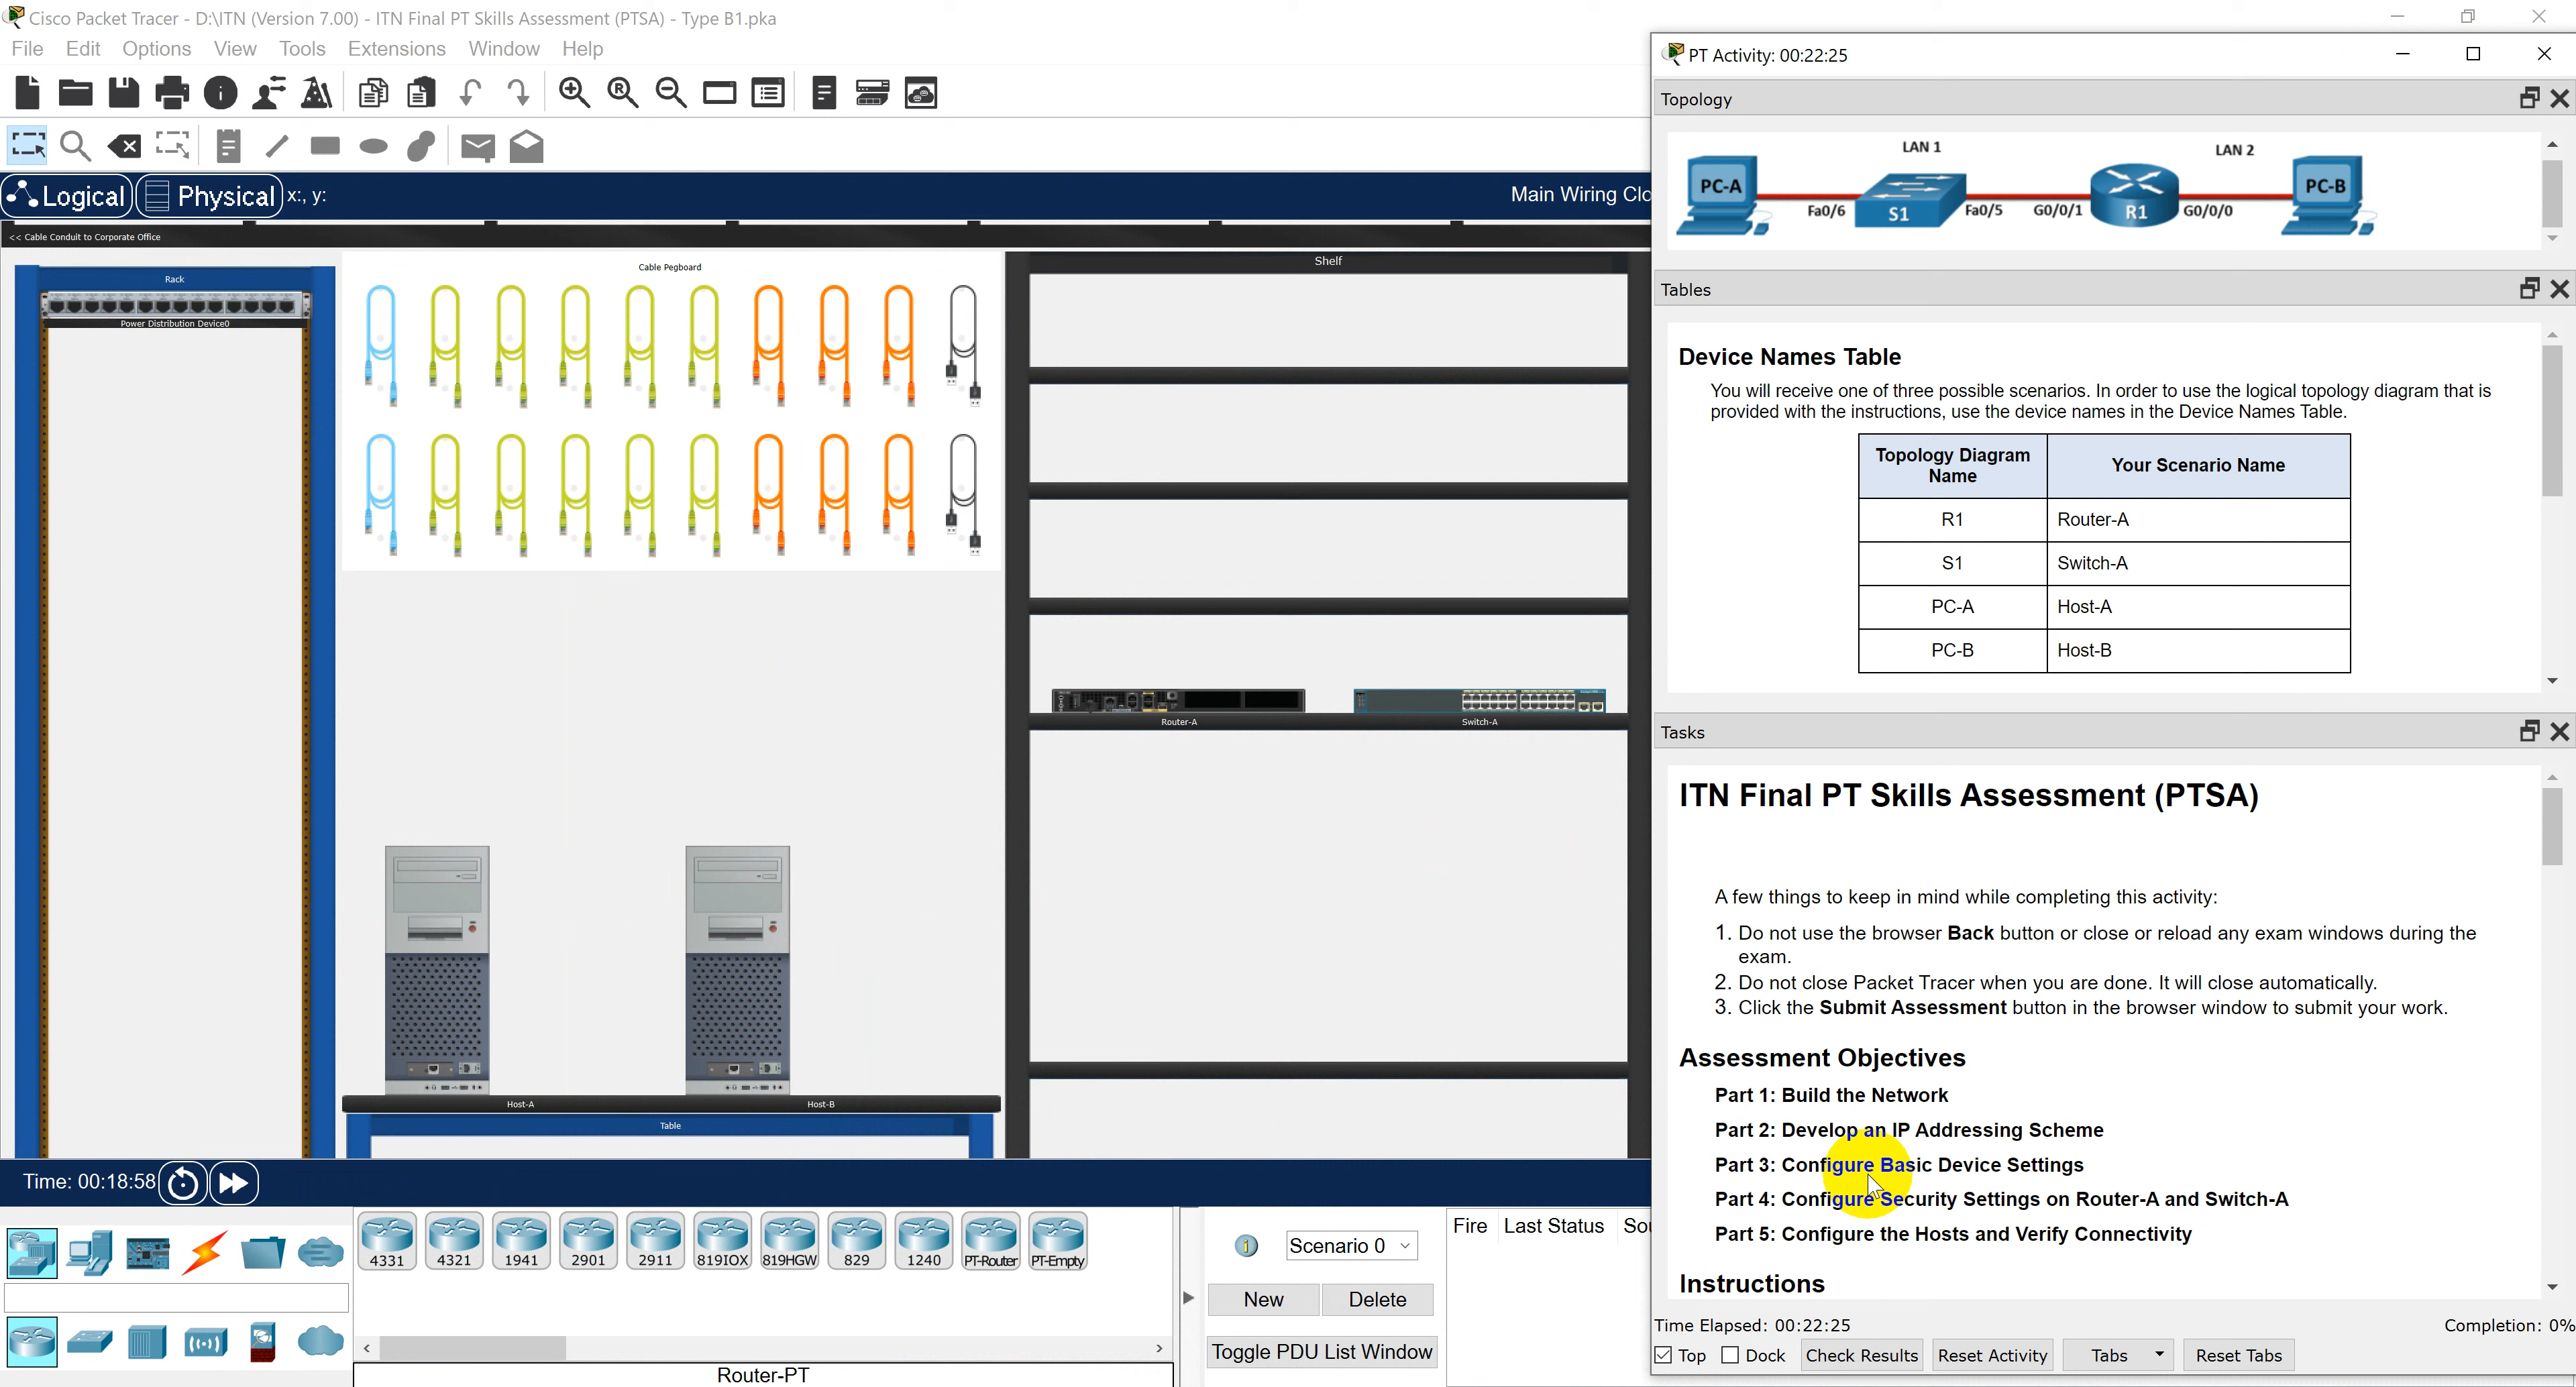 Cisco Packet Tracer - D:\ITN (Version 7.00) - ITN Final PT Skills Assessment (PTSA) - Type B1.pka
File Edit Options View Tools Extensions Window Help
Logical Physical x:, y:
Main Wiring Clo
<< Cable Conduit to Corporate Office
Rack
Power Distribution Device0
Cable Pegboard
Shelf
Router-A
Switch-A
Host-A
Host-B
Table
Time: 00:18:58
4331 4321 1941 2901 2911 819IOX 819HGW 829 1240 PT-Router PT-Empty
Router-PT
Scenario 0
New Delete
Toggle PDU List Window
Fire Last Status Sou
PT Activity: 00:22:25
Topology
LAN 1
LAN 2
PC-A
Fa0/6
S1
Fa0/5
G0/0/1
R1
G0/0/0
PC-B
Tables
Device Names Table
You will receive one of three possible scenarios. In order to use the logical topology diagram that is
provided with the instructions, use the device names in the Device Names Table.
Topology Diagram
Name
Your Scenario Name
R1 Router-A
S1 Switch-A
PC-A Host-A
PC-B Host-B
Tasks
ITN Final PT Skills Assessment (PTSA)
A few things to keep in mind while completing this activity:
1. Do not use the browser Back button or close or reload any exam windows during the
exam.
2. Do not close Packet Tracer when you are done. It will close automatically.
3. Click the Submit Assessment button in the browser window to submit your work.
Assessment Objectives
Part 1: Build the Network
Part 2: Develop an IP Addressing Scheme
Part 3: Configure Basic Device Settings
Part 4: Configure Security Settings on Router-A and Switch-A
Part 5: Configure the Hosts and Verify Connectivity
Instructions
Time Elapsed: 00:22:25
Completion: 0%
Top Dock Check Results Reset Activity Tabs Reset Tabs